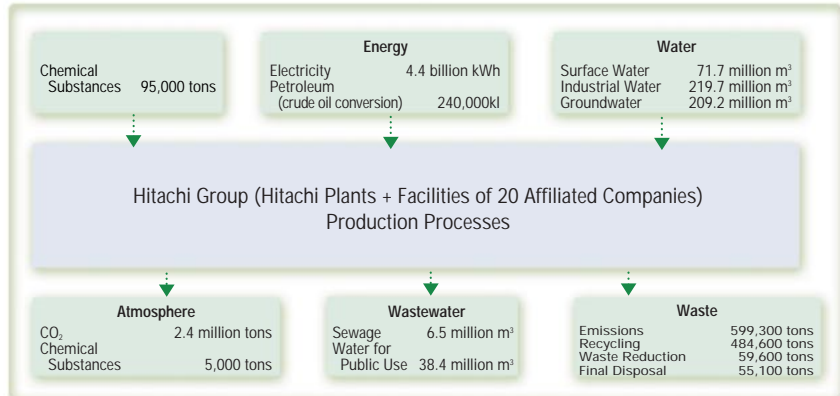 Chemical
Substances 95,000 tons
Energy
Electricity 4.4 billion kWh
Petroleum
(crude oil conversion) 240,000kl
Water
Surface Water 71.7 million m³
Industrial Water 219.7 million m³
Groundwater 209.2 million m³
Hitachi Group (Hitachi Plants + Facilities of 20 Affiliated Companies)
Production Processes
Atmosphere
CO₂ 2.4 million tons
Chemical
Substances 5,000 tons
Wastewater
Sewage 6.5 million m³
Water for
Public Use 38.4 million m³
Waste
Emissions 599,300 tons
Recycling 484,600 tons
Waste Reduction 59,600 tons
Final Disposal 55,100 tons